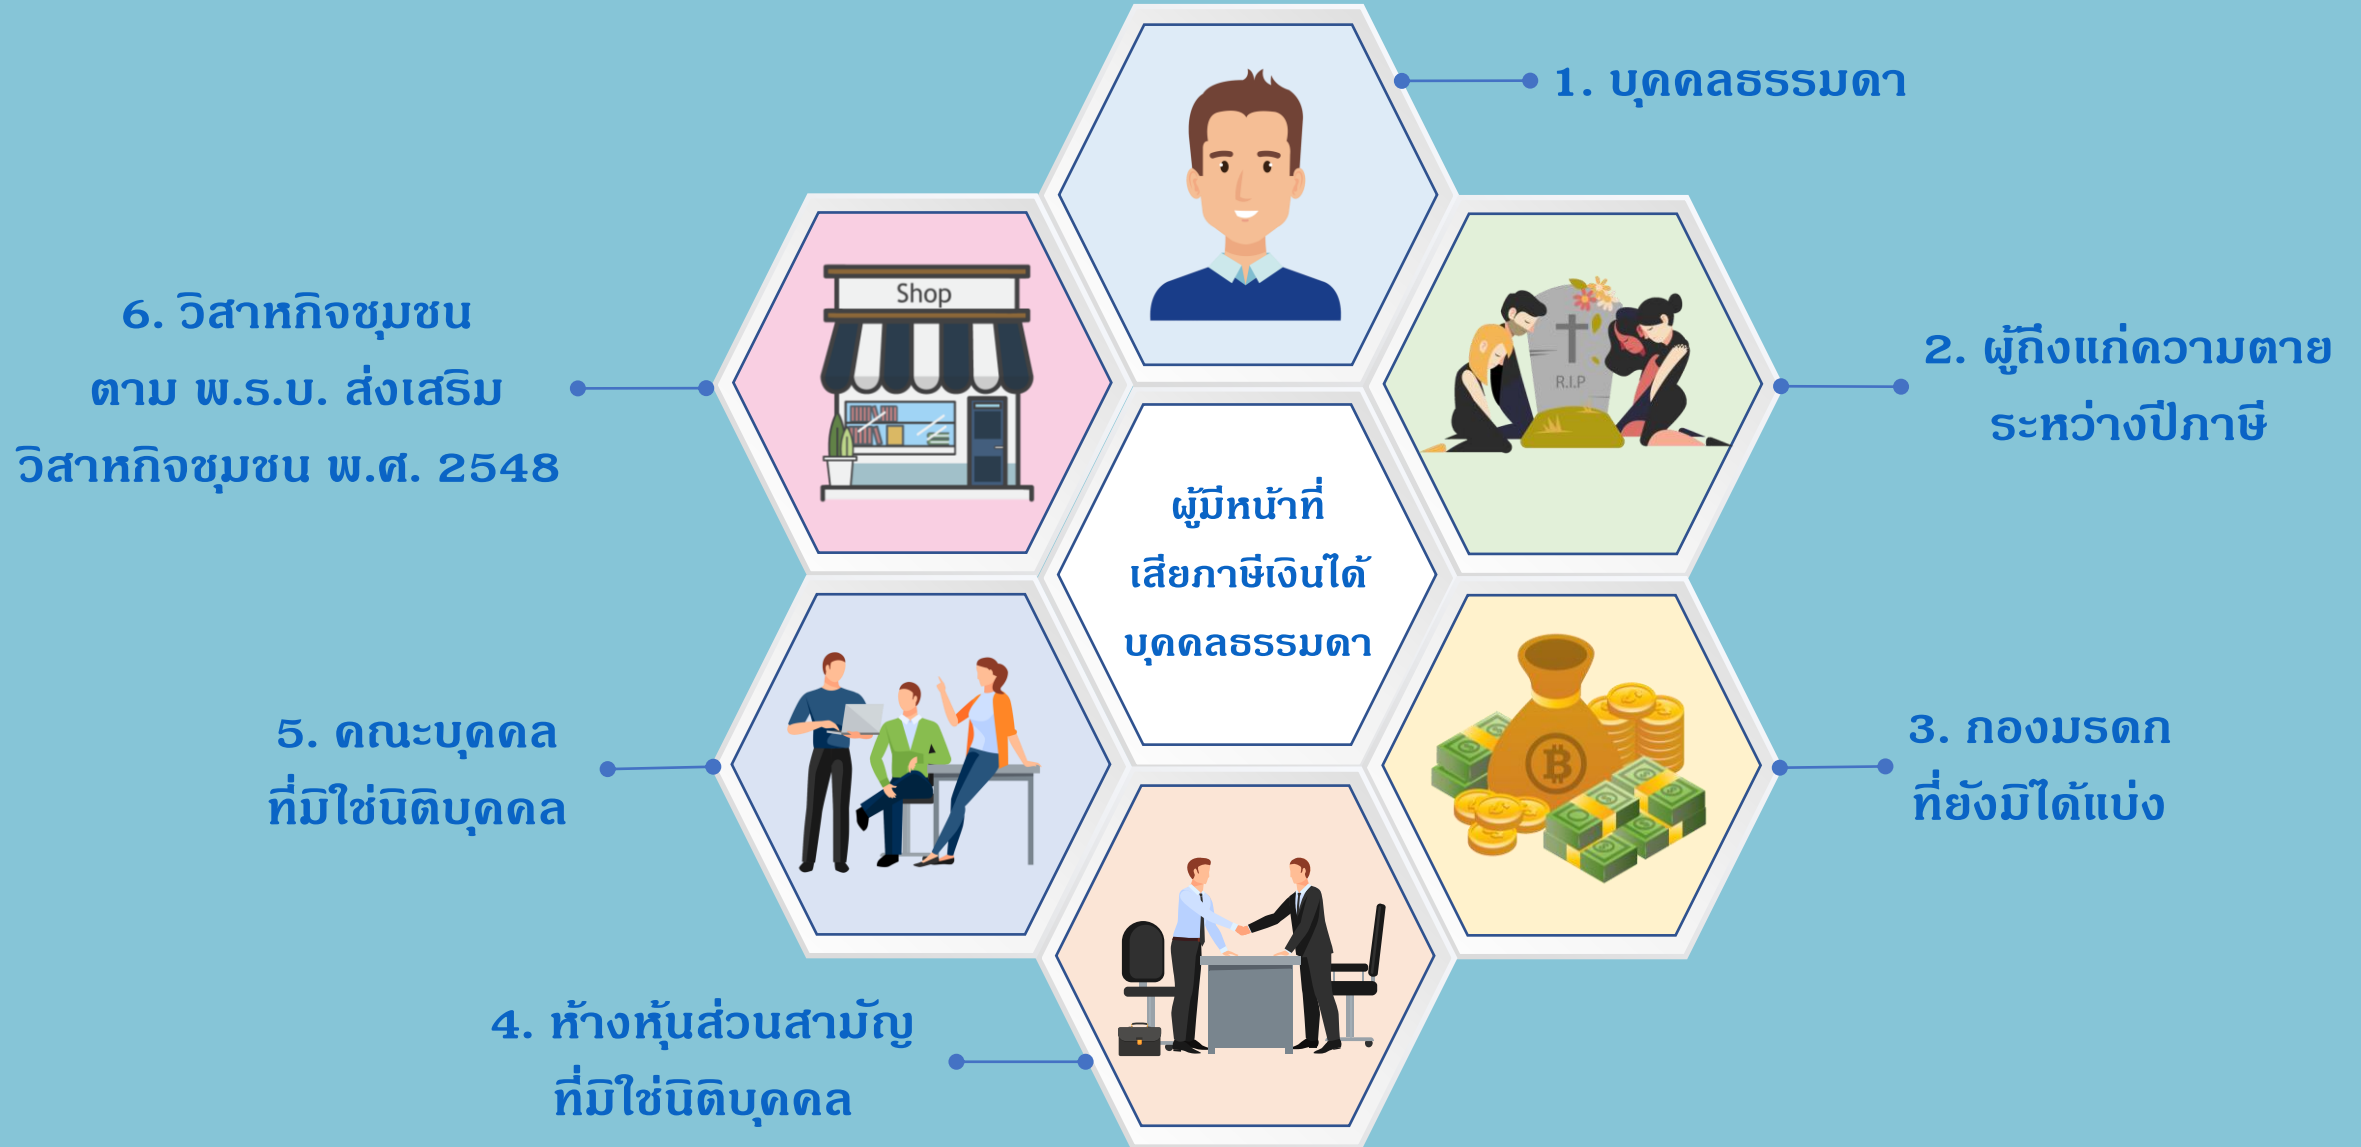 ผู้มีหน้าที่
เสียภาษีเงินได้
บุคคลธรรมดา
1. บุคคลธรรมดา
2. ผู้ถึงแก่ความตาย
ระหว่างปีภาษี
R.I.P
3. กองมรดก
ที่ยังมิได้แบ่ง
4. ห้างหุ้นส่วนสามัญ
ที่มิใช่นิติบุคคล
5. คณะบุคคล
ที่มิใช่นิติบุคคล
6. วิสาหกิจชุมชน
ตาม พ.ร.บ. ส่งเสริม
วิสาหกิจชุมชน พ.ศ. 2548
Shop